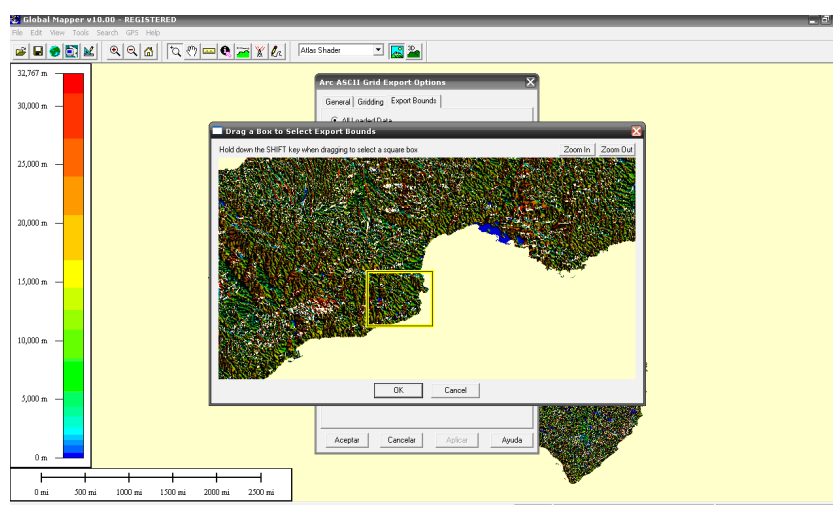 Global Mapper v10.00 - REGISTERED
File Edit View Tools Search GPS Help
Atlas Shader
32,767 m
30,000 m
25,000 m
20,000 m
15,000 m
10,000 m
5,000 m
0 m
0 mi 500 mi 1000 mi 1500 mi 2000 mi 2500 mi
Arc ASCII Grid Export Options
General Gridding Export Bounds
All Loaded Data
Drag a Box to Select Export Bounds
Hold down the SHIFT key when dragging to select a square box
Zoom In Zoom Out
OK Cancel
Aceptar Cancelar Aplicar Ayuda